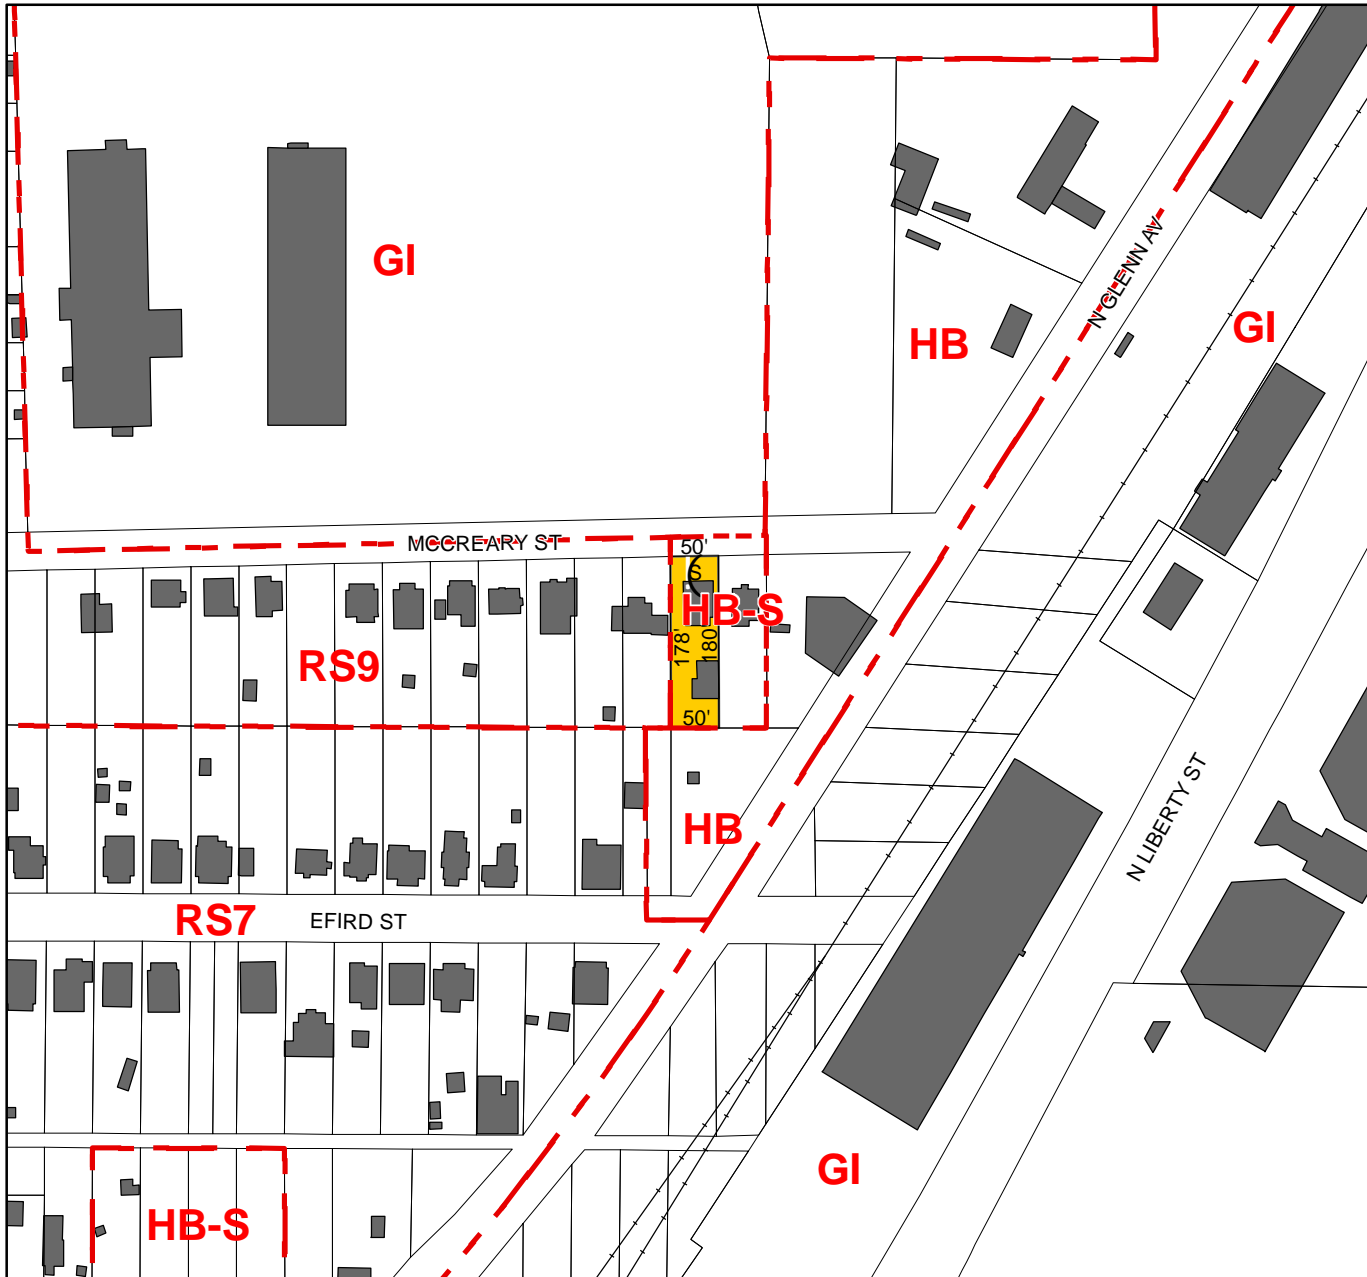 GI
N GLENN AV
HB
GI
MCCREARY ST
50'
S
HB-S
178'
180'
RS9
50'
HB
N LIBERTY ST
RS7
EFIRD ST
GI
HB-S